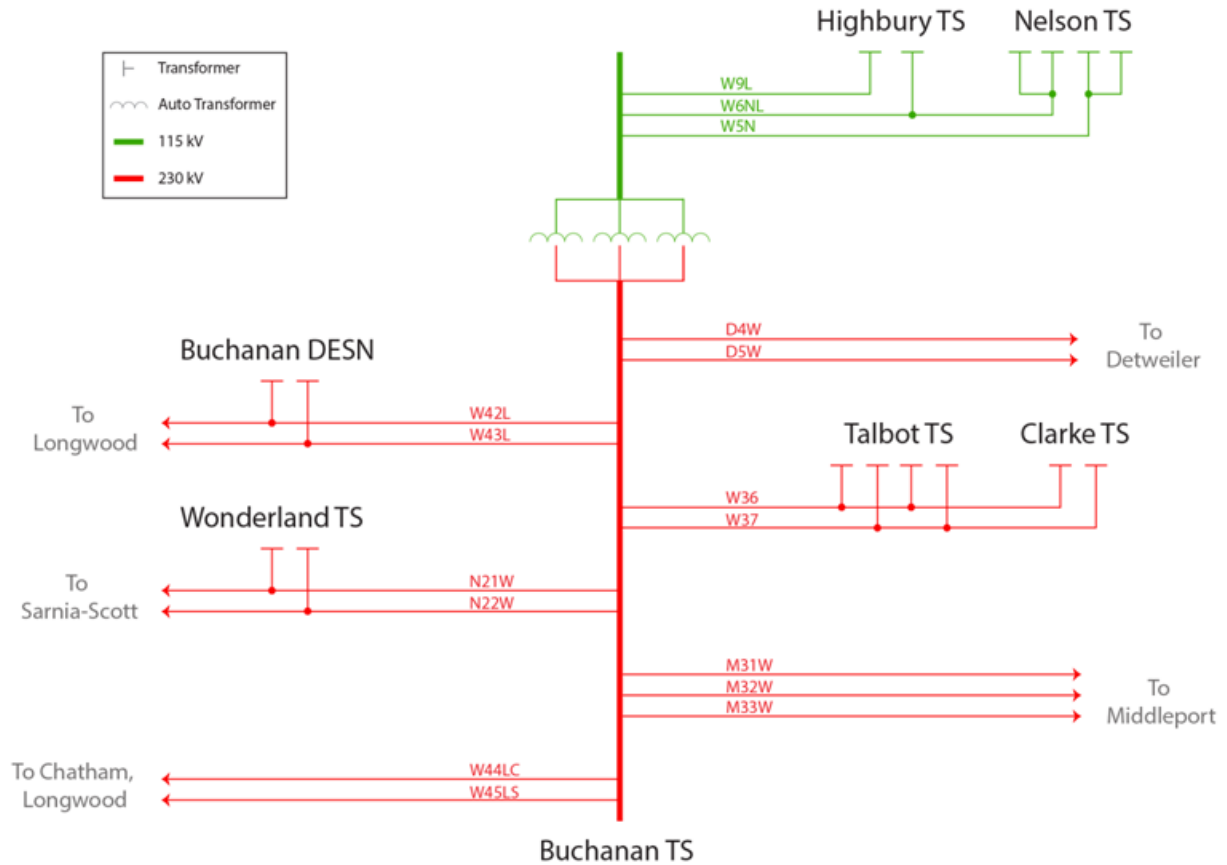 Highbury TS
Nelson TS
Transformer
Auto Transformer
115 kV
230 kV
W9L
W6NL
W5N
D4W
D5W
To
Detweiler
Buchanan DESN
To
Longwood
W42L
W43L
Talbot TS
Clarke TS
W36
W37
Wonderland TS
To
Sarnia-Scott
N21W
N22W
M31W
M32W
M33W
To
Middleport
To Chatham,
Longwood
W44LC
W45LS
Buchanan TS